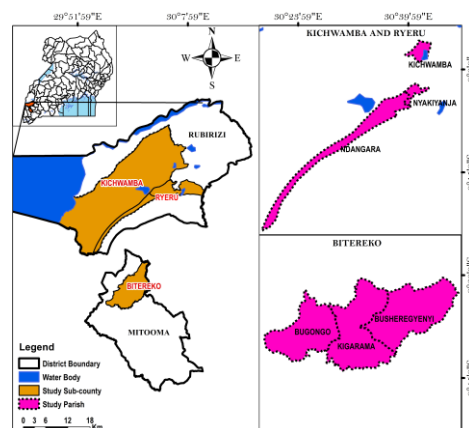 29°51'59"E
30°7'59"E
N
W
E
S
RUBIRIZI
KICHWAMBA
RYERU
BITEREKO
MITOOMA
Legend
District Boundary
Water Body
Study Sub-county
Study Parish
0 3 6 12 18
Km
30°23'59"E
30°39'59"E
KICHWAMBA AND RYERU
KICHWAMBA
NYAKIYANJA
NDANGARA
BITEREKO
BUSHEREGYENYI
BUGONGO
KIGARAMA